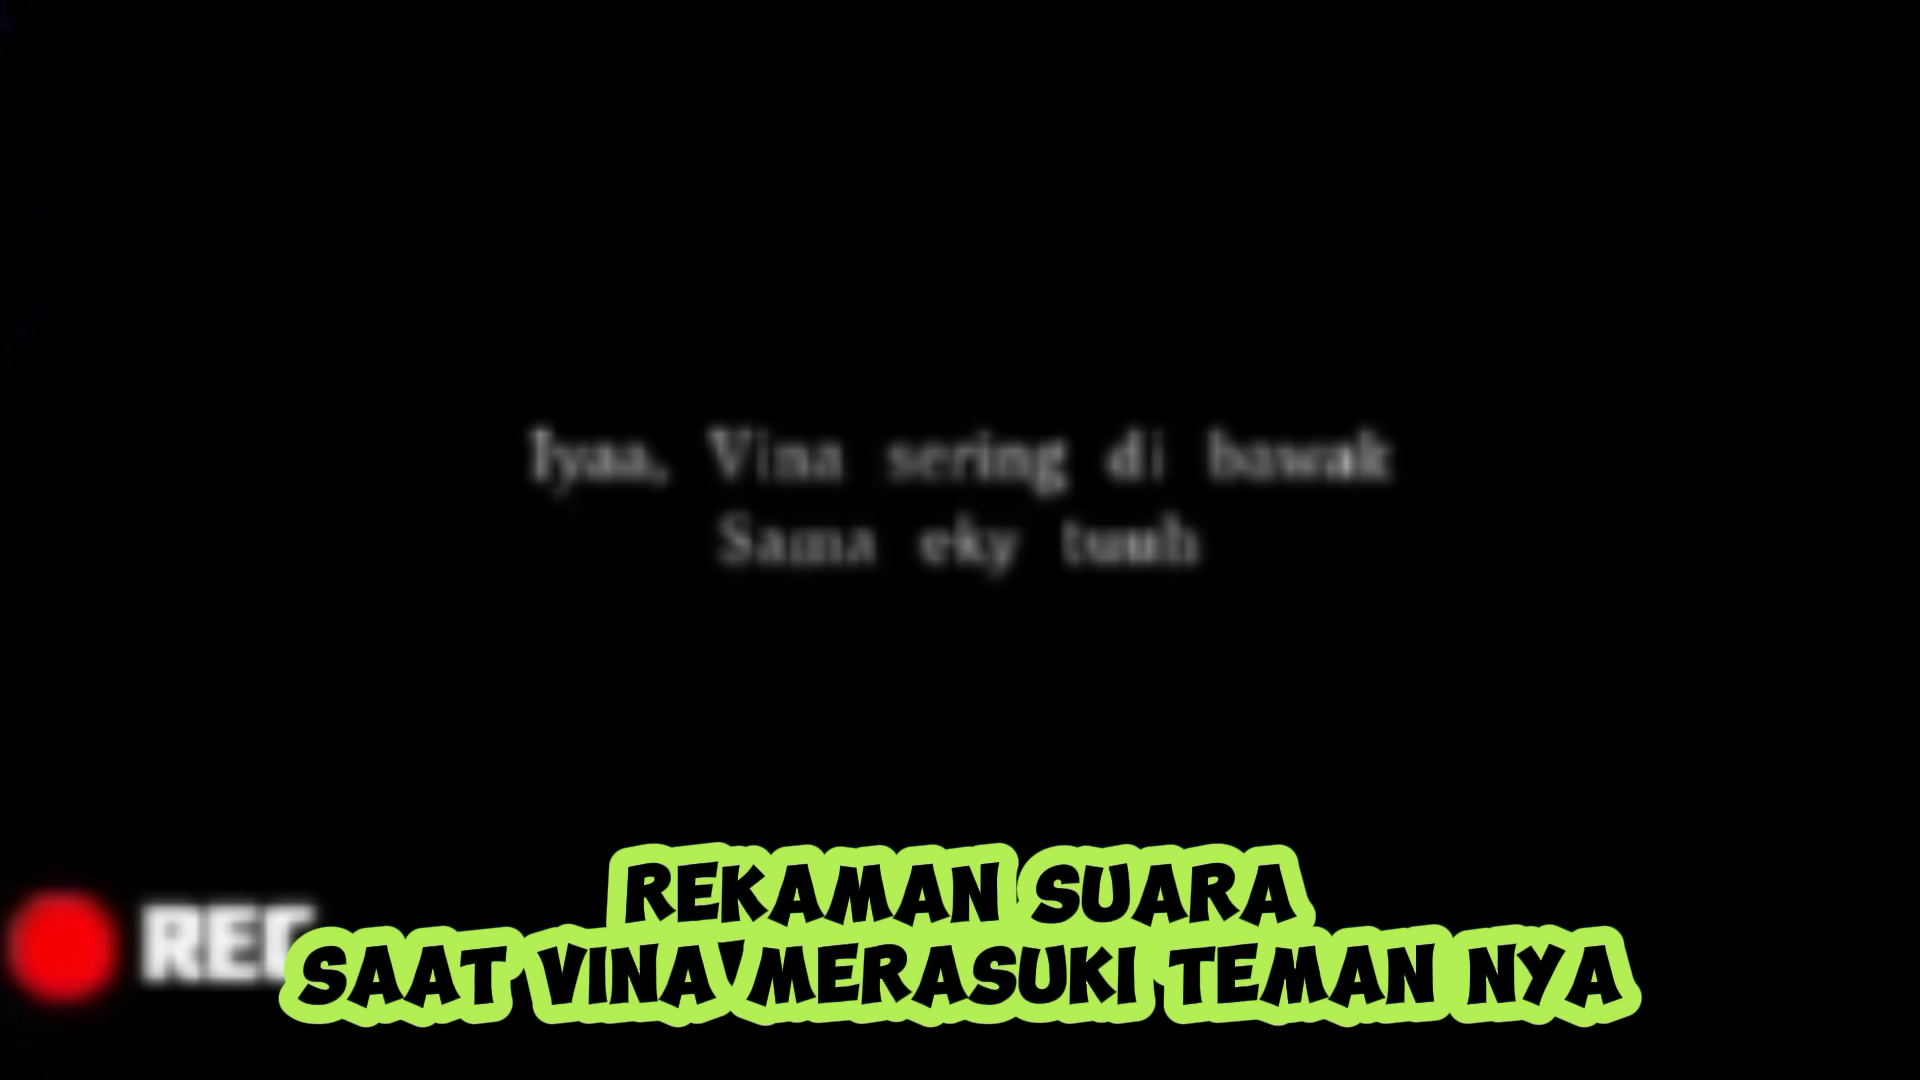 Iyaa, Vina sering di bawak
Sama eky tuuh
REC
REKAMAN SUARA
SAAT VINA MERASUKI TEMAN NYA